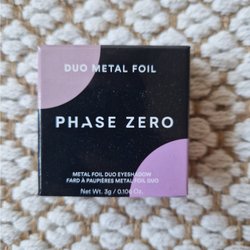 DUO METAL FOIL
PHASE ZERO
METAL FOIL DUO EYESHADOW
FARD À PAUPIÈRES METAL FOIL DUO
Net Wt. 3g / 0.106 Oz.